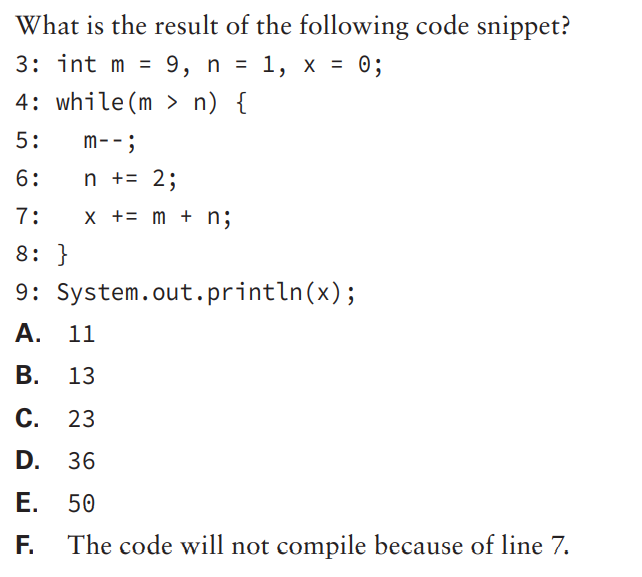 What is the result of the following code snippet?
3: int m = 9, n = 1, x = 0;
4: while(m > n) {
5:   m--;
6:   n += 2;
7:   x += m + n;
8: }
9: System.out.println(x);
A. 11
B. 13
C. 23
D. 36
E. 50
F. The code will not compile because of line 7.